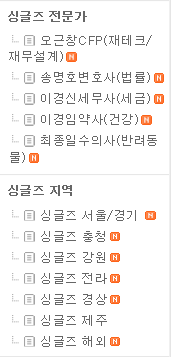 싱글즈 전문가
오근창CFP(재테크/
재무설계) N
송명호변호사(법률) N
이경신세무사(세금) N
이경임약사(건강) N
최종일수의사(반려동
물) N
싱글즈 지역
싱글즈 서울/경기 N
싱글즈 충청 N
싱글즈 강원 N
싱글즈 전라 N
싱글즈 경상 N
싱글즈 제주
싱글즈 해외 N